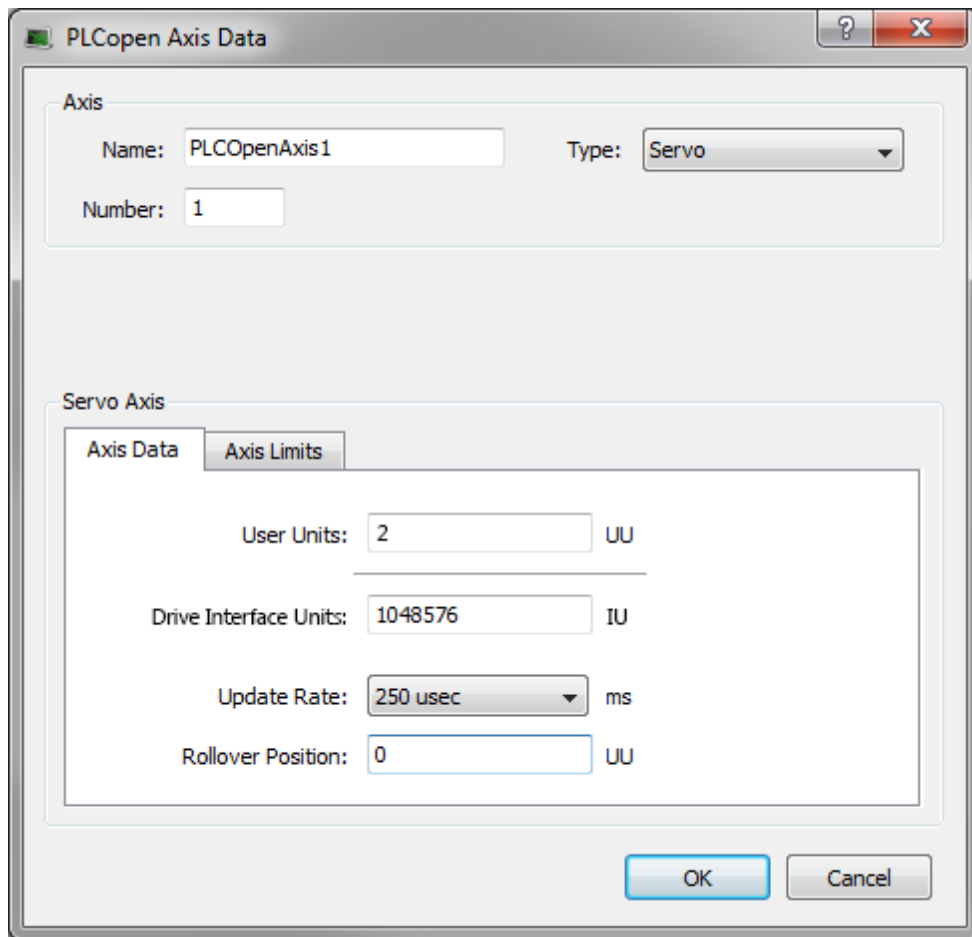 PLCopen Axis Data
?
X
Axis
Name: PLCOpenAxis1 Type: Servo
Number: 1
Servo Axis
Axis Data Axis Limits
User Units: 2 UU
Drive Interface Units: 1048576 IU
Update Rate: 250 usec ms
Rollover Position: 0 UU
OK Cancel